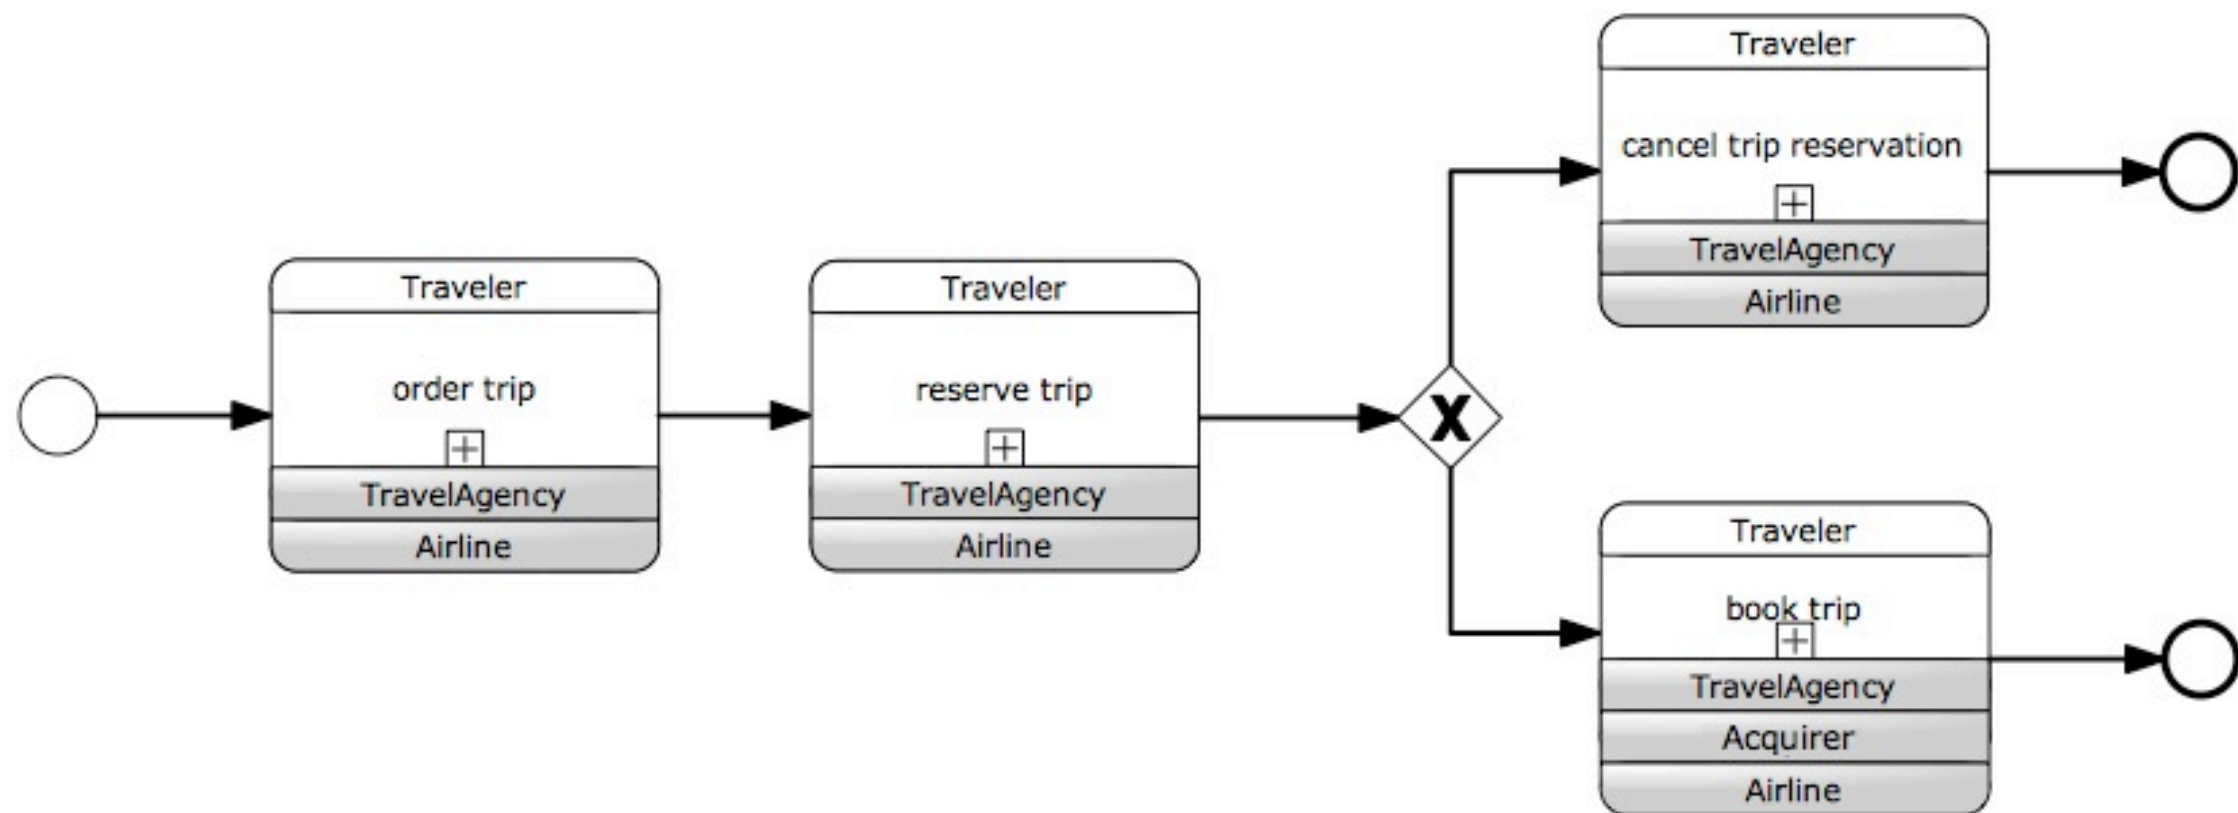 Traveler
order trip
TravelAgency
Airline
Traveler
reserve trip
TravelAgency
Airline
X
Traveler
cancel trip reservation
TravelAgency
Airline
Traveler
book trip
TravelAgency
Acquirer
Airline